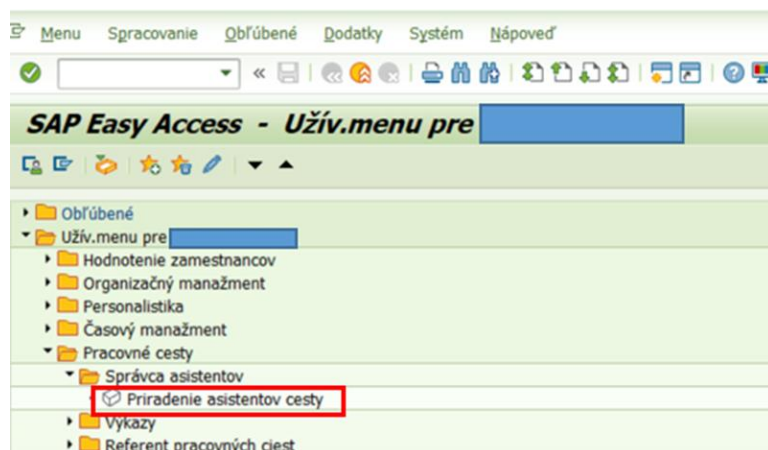 Menu Spracovanie Obľúbené Dodatky Systém Nápoveď
SAP Easy Access - Užív.menu pre
Obľúbené
Užív.menu pre
Hodnotenie zamestnancov
Organizačný manažment
Personalistika
Časový manažment
Pracovné cesty
Správca asistentov
Priradenie asistentov cesty
Výkazy
Referent pracovných ciest